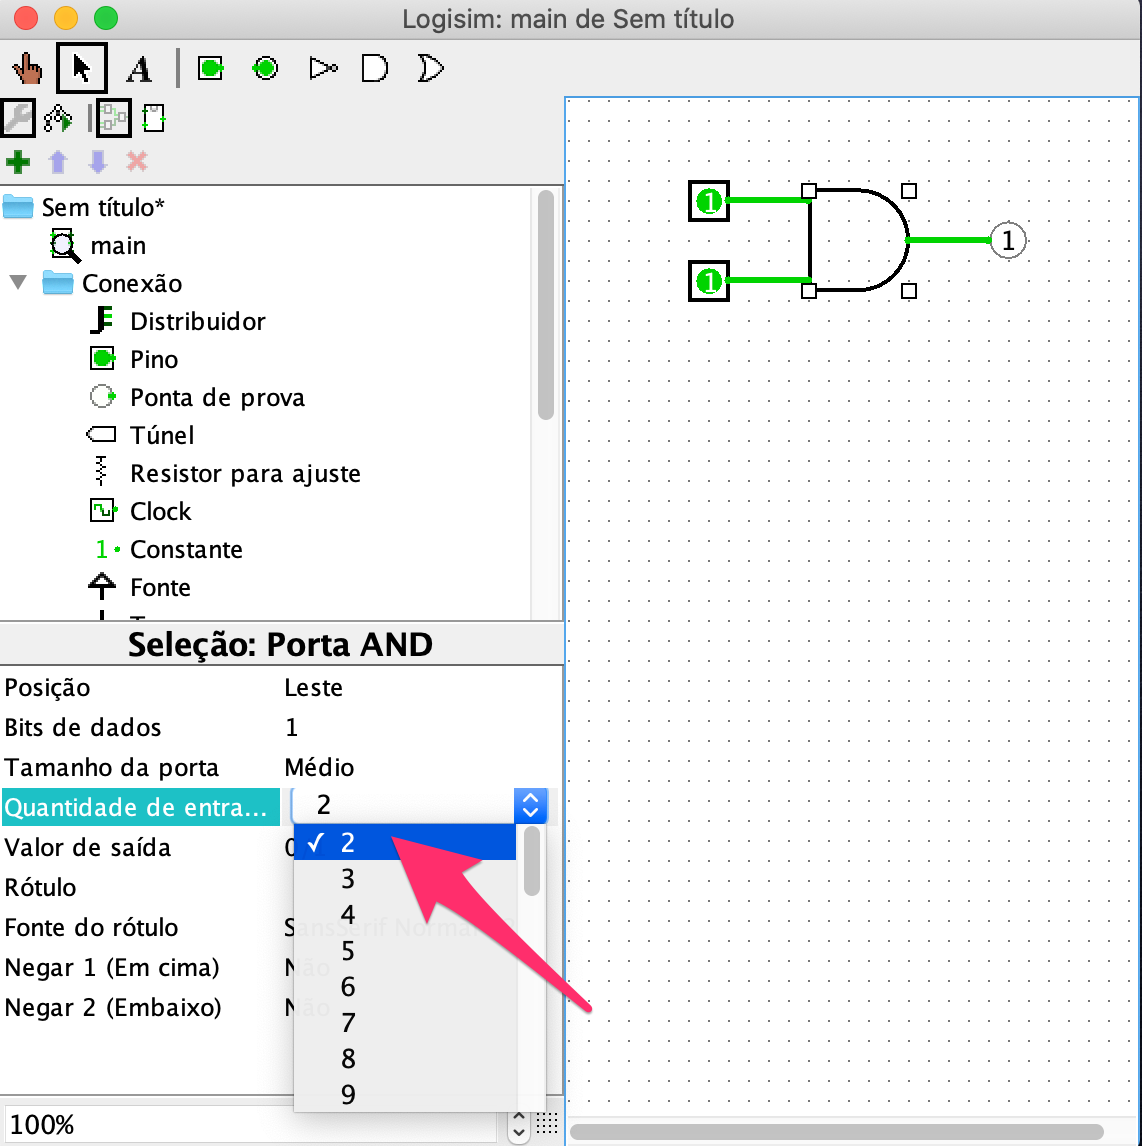 Logisim: main de Sem título
A
Sem título*
main
Conexão
Distribuidor
Pino
Ponta de prova
Túnel
Resistor para ajuste
Clock
1 Constante
Fonte
1
1
1
Seleção: Porta AND
Posição Leste
Bits de dados 1
Tamanho da porta Médio
Quantidade de entra... 2
Valor de saída
Rótulo
Fonte do rótulo SansSerif
Negar 1 (Em cima) Não
Negar 2 (Embaixo) Não
✓ 2
3
4
5
6
7
8
9
100%